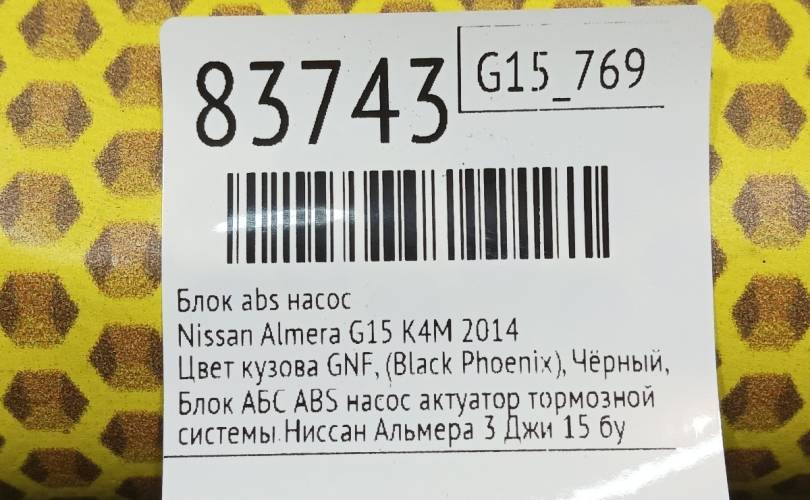 83743
G15_769
Блок abs насос
Nissan Almera G15 K4M 2014
Цвет кузова GNF, (Black Phoenix), Чёрный,
Блок АБС ABS насос актуатор тормозной
системы Ниссан Альмера 3 Джи 15 бу